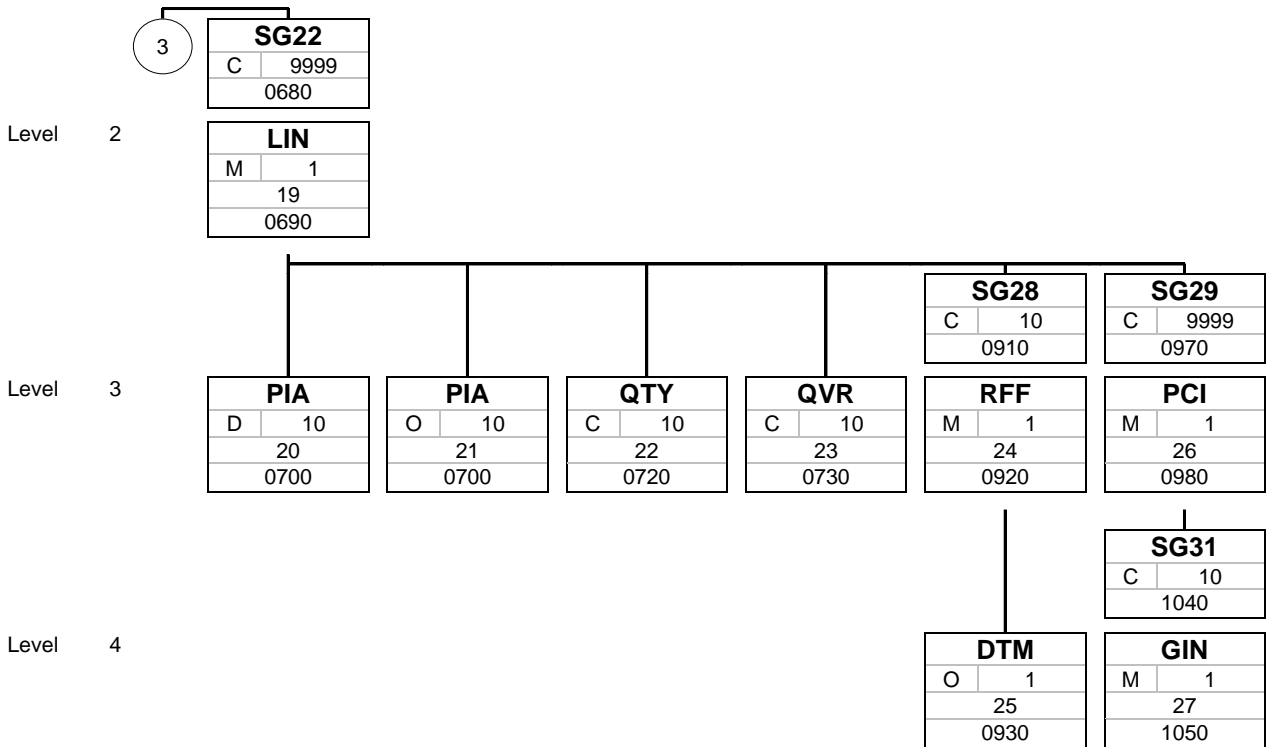 3
SG22
C 9999
0680
Level 2
LIN
M 1
19
0690
SG28 SG29
C 10 C 9999
0910 0970
Level 3
PIA PIA QTY QVR RFF PCI
D 10 O 10 C 10 C 10 M 1 M 1
20 21 22 23 24 26
0700 0700 0720 0730 0920 0980
SG31
C 10
1040
Level 4
DTM GIN
O 1 M 1
25 27
0930 1050